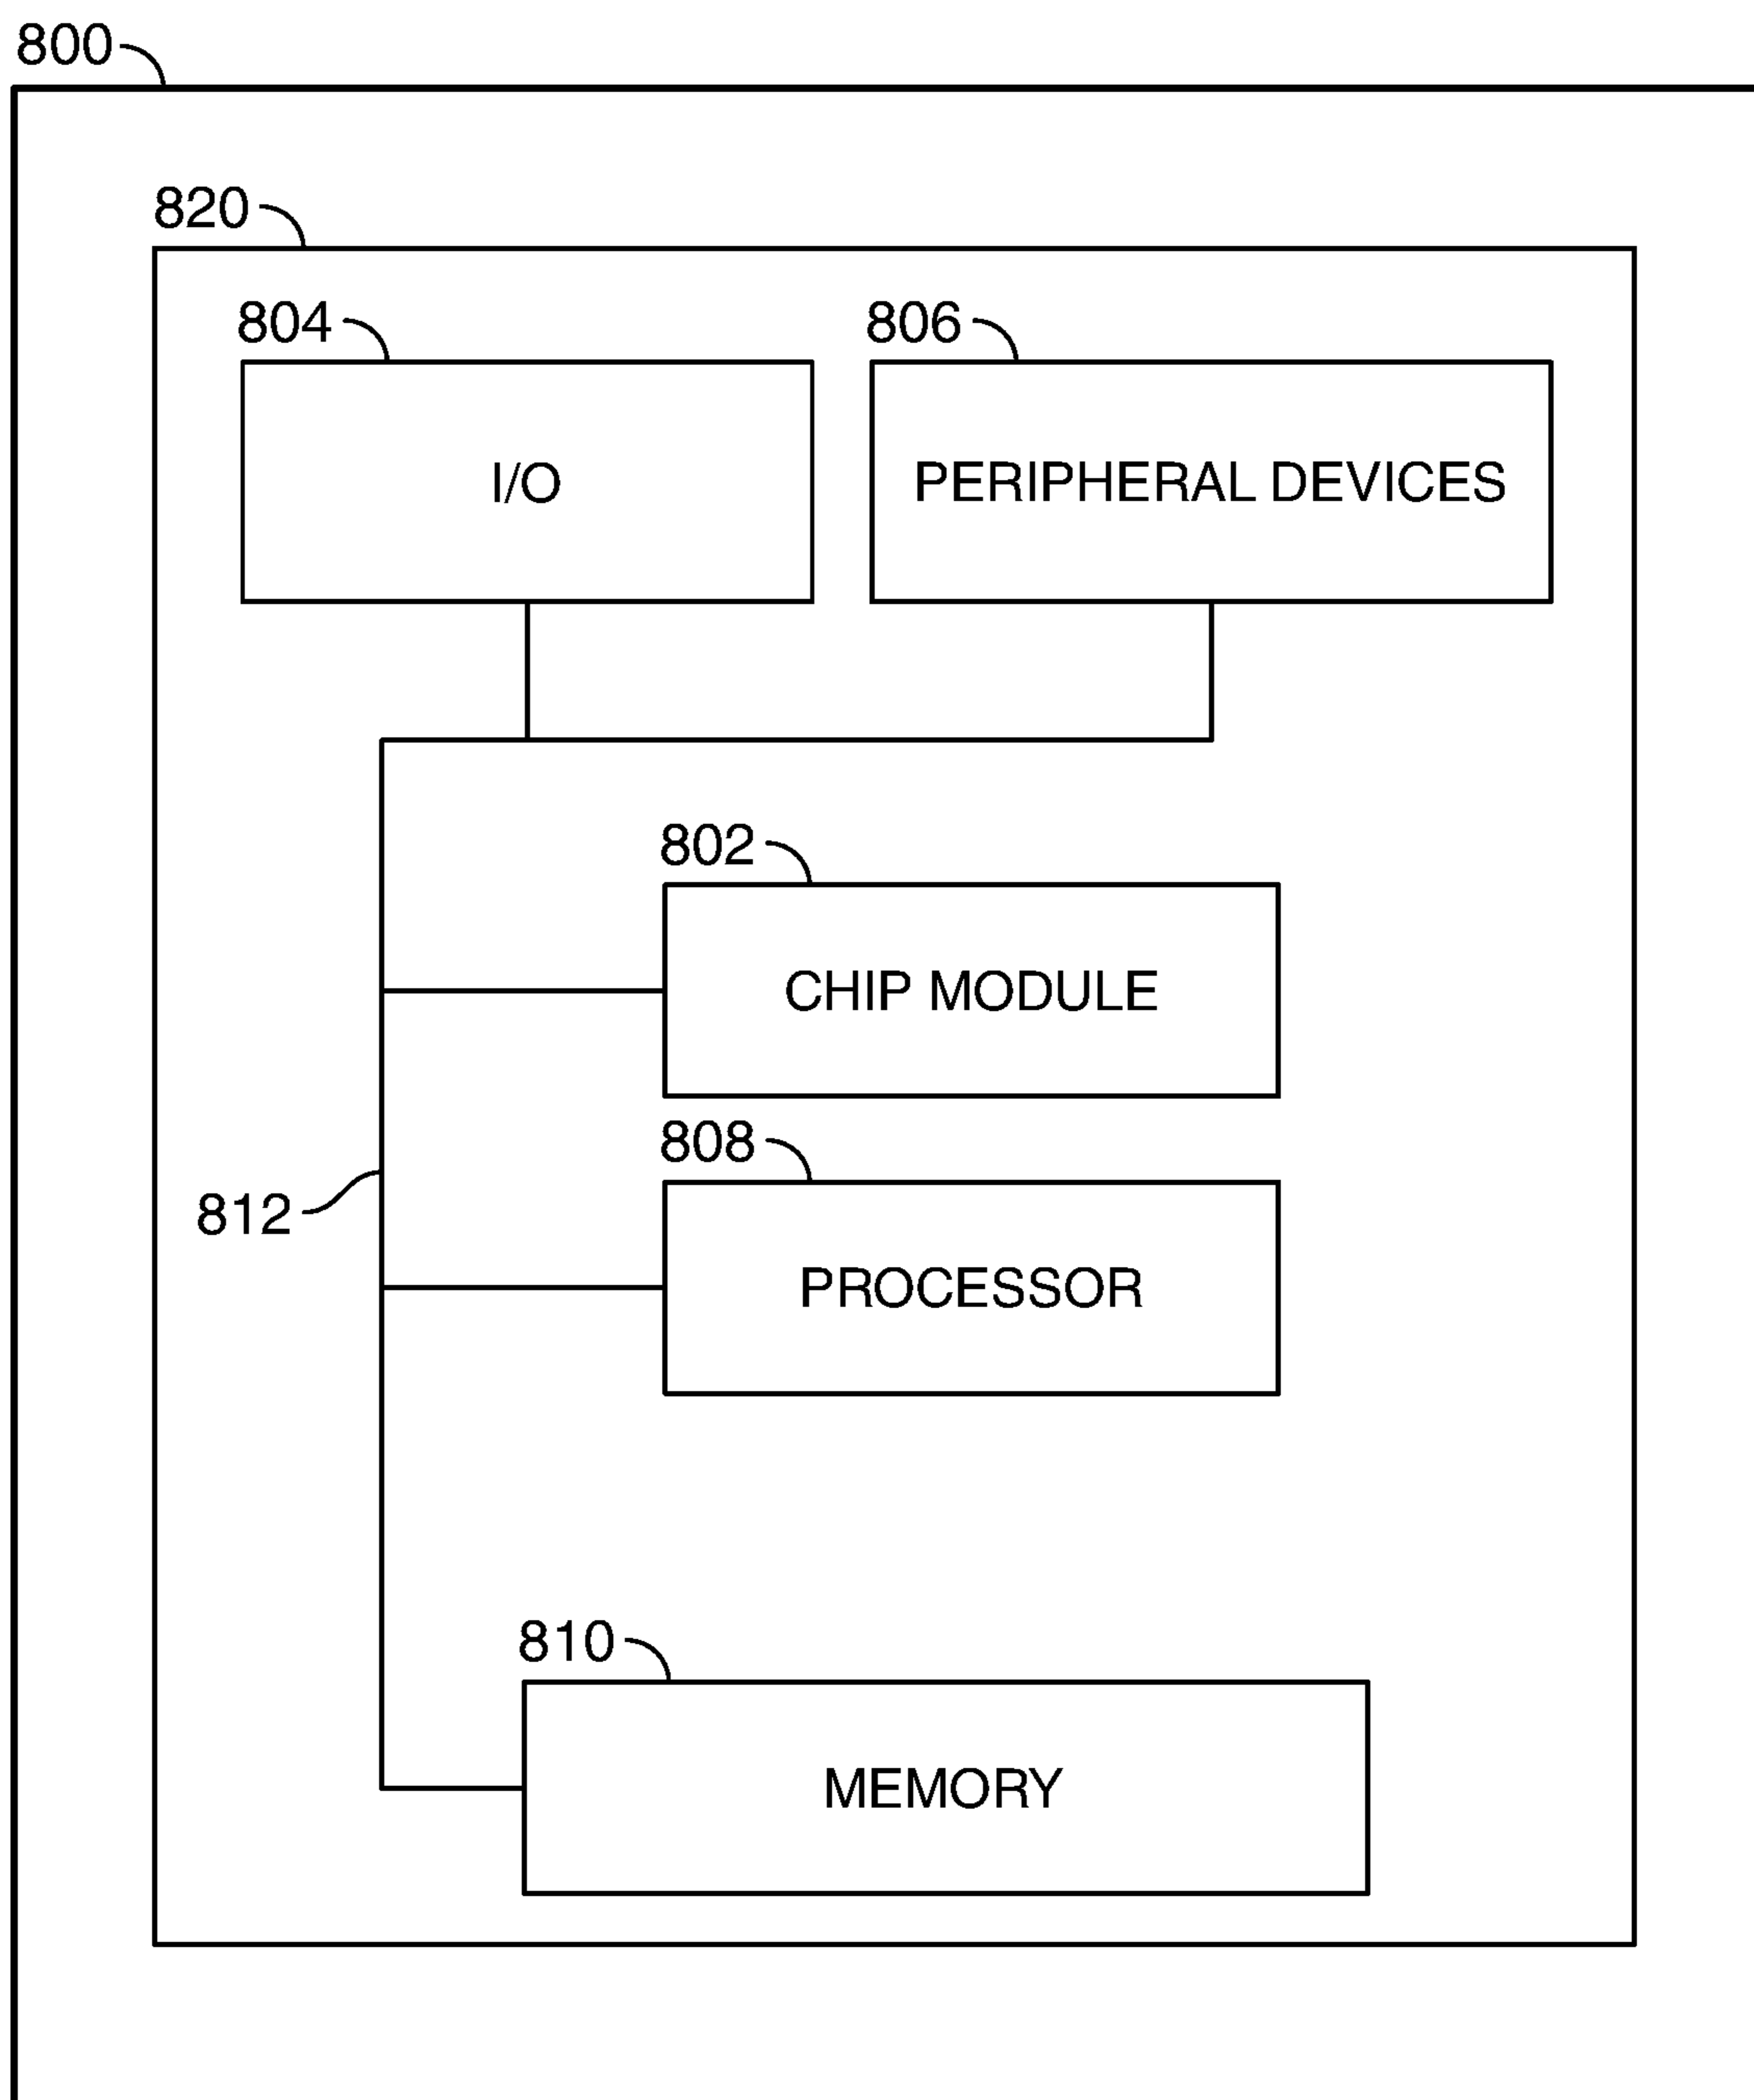 800
820
804
806
I/O
PERIPHERAL DEVICES
802
CHIP MODULE
808
812
PROCESSOR
810
MEMORY